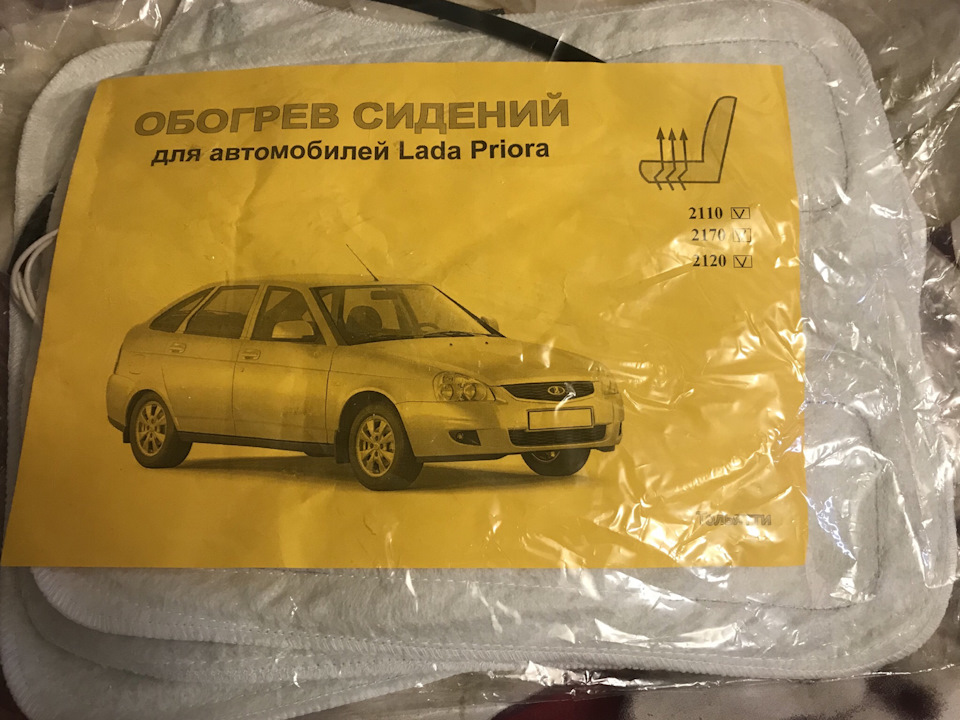 ОБОГРЕВ СИДЕНИЙ
для автомобилей Lada Priora
2110
2170
2120